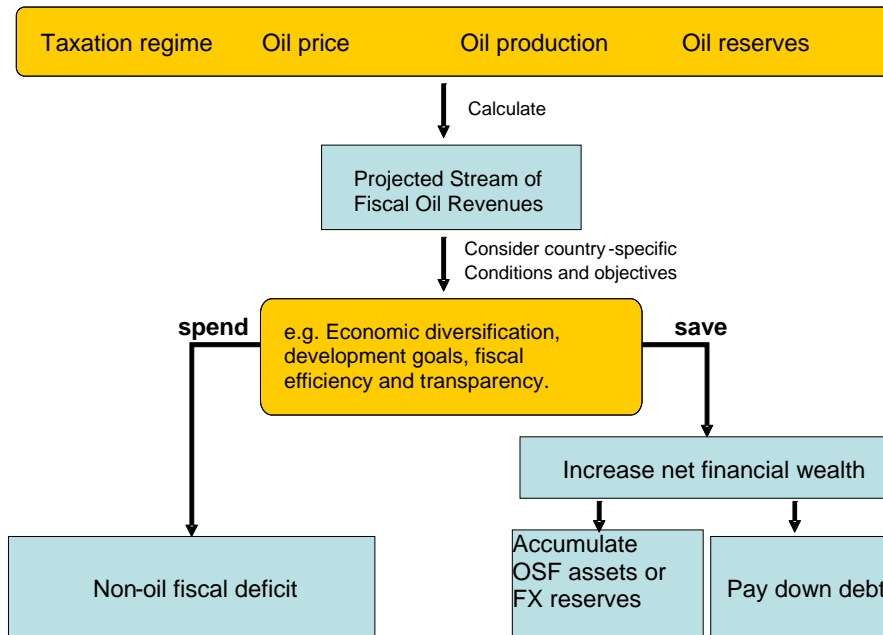 Taxation regime Oil price Oil production Oil reserves
Calculate
Projected Stream of
Fiscal Oil Revenues
Consider country-specific
Conditions and objectives
spend
e.g. Economic diversification,
development goals, fiscal
efficiency and transparency.
save
Increase net financial wealth
Non-oil fiscal deficit
Accumulate
OSF assets or
FX reserves
Pay down debt